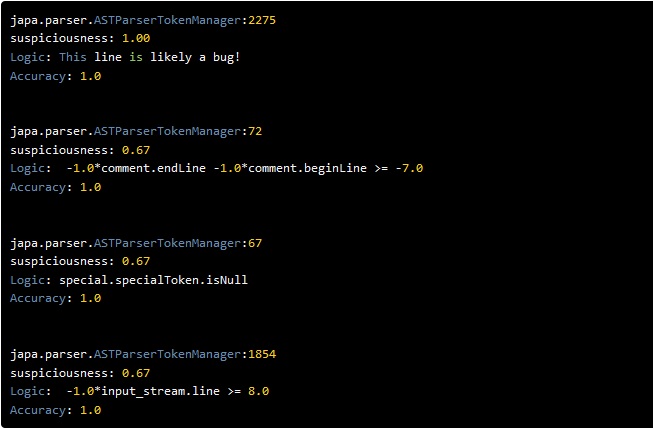 japa.parser.ASTParserTokenManager:2275
suspiciousness: 1.00
Logic: This line is likely a bug!
Accuracy: 1.0
japa.parser.ASTParserTokenManager:72
suspiciousness: 0.67
Logic:  -1.0*comment.endLine -1.0*comment.beginLine >= -7.0
Accuracy: 1.0
japa.parser.ASTParserTokenManager:67
suspiciousness: 0.67
Logic: special.specialToken.isNull
Accuracy: 1.0
japa.parser.ASTParserTokenManager:1854
suspiciousness: 0.67
Logic:  -1.0*input_stream.line >= 8.0
Accuracy: 1.0